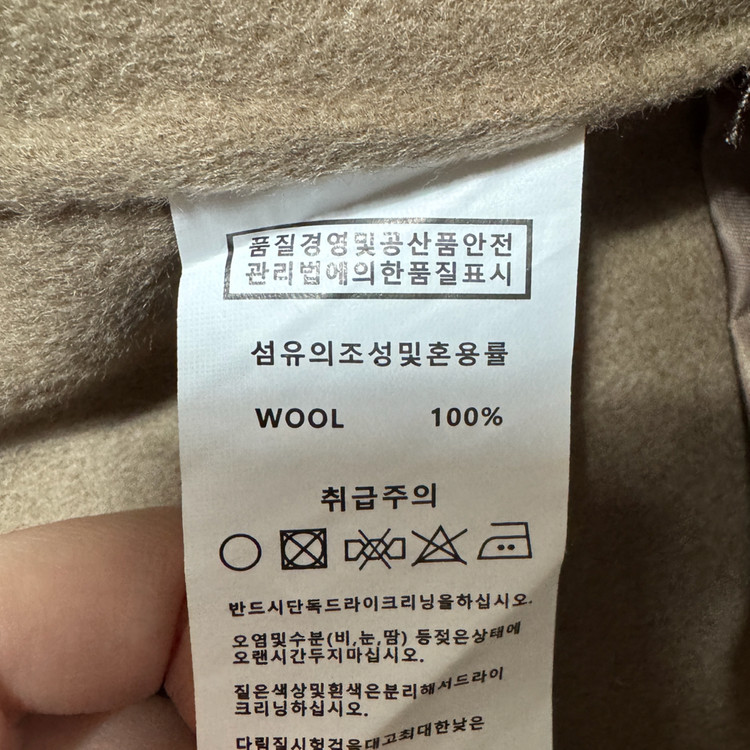 품질경영및공산품안전
관리법에의한품질표시
섬유의조성및혼용률
WOOL 100%
취급주의
반드시단독드라이크리닝을하십시오.
오염및수분(비,눈,땀) 등젖은상태에
오랜시간두지마십시오.
짙은색상및흰색은분리해서드라이
크리닝하십시오.
다림질시헝겊을대고최대한낮은